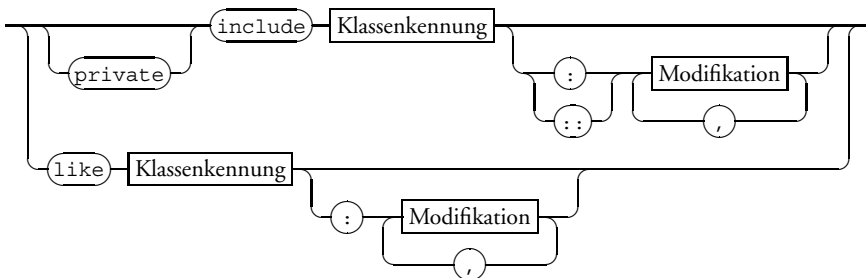 include Klassenkennung
private : Modifikation
:: ,
like Klassenkennung
: Modifikation
,